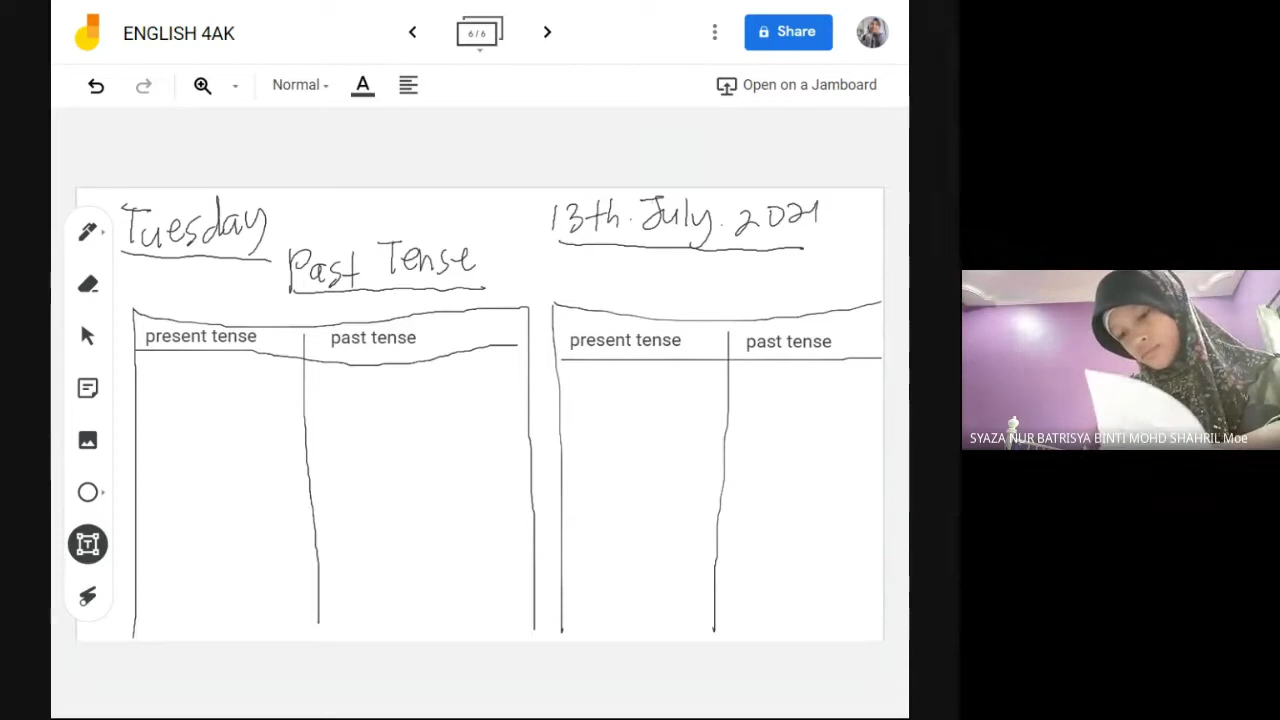 ENGLISH 4AK
6/6
Share
Normal
A
Open on a Jamboard
Tuesday
13th. July. 2021
Past Tense
present tense
past tense
present tense
past tense
T
SYAZA NUR BATRISYA BINTI MOHD SHAHRIL Moe